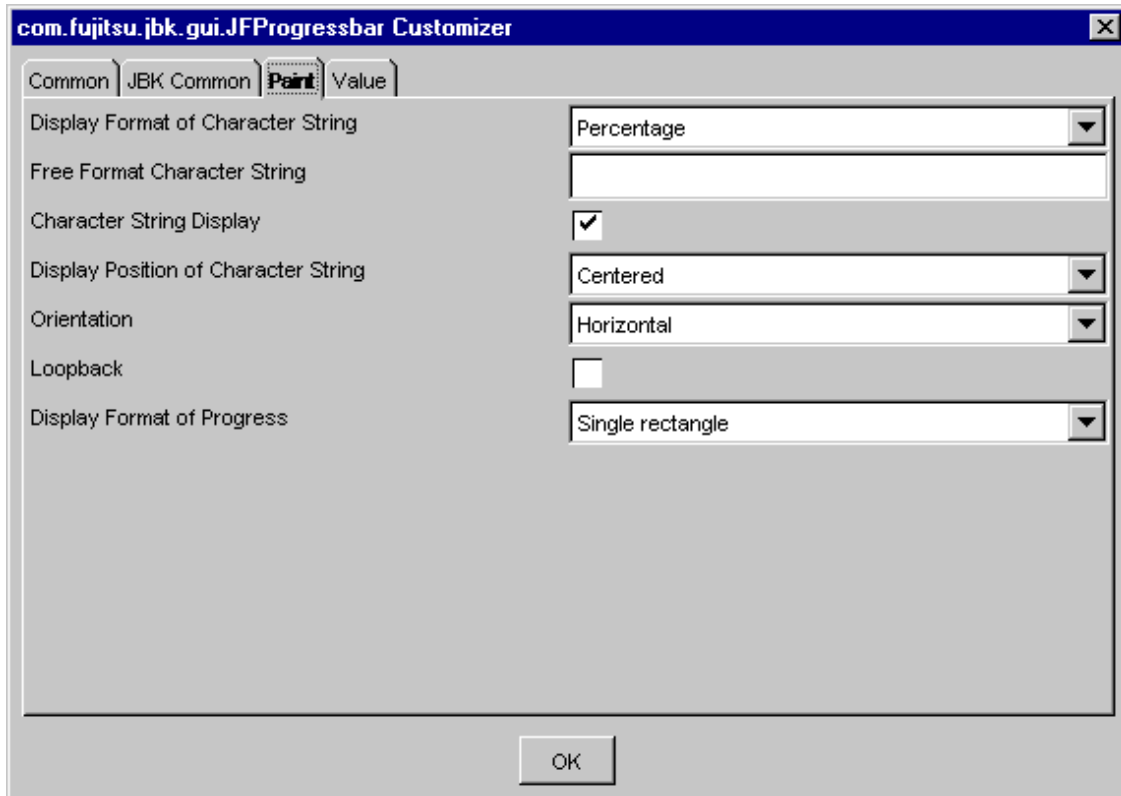 com.fujitsu.jbk.gui.JFProgressbar Customizer
Common JBK Common Paint Value
Display Format of Character String Percentage
Free Format Character String
Character String Display
Display Position of Character String Centered
Orientation Horizontal
Loopback
Display Format of Progress Single rectangle
OK